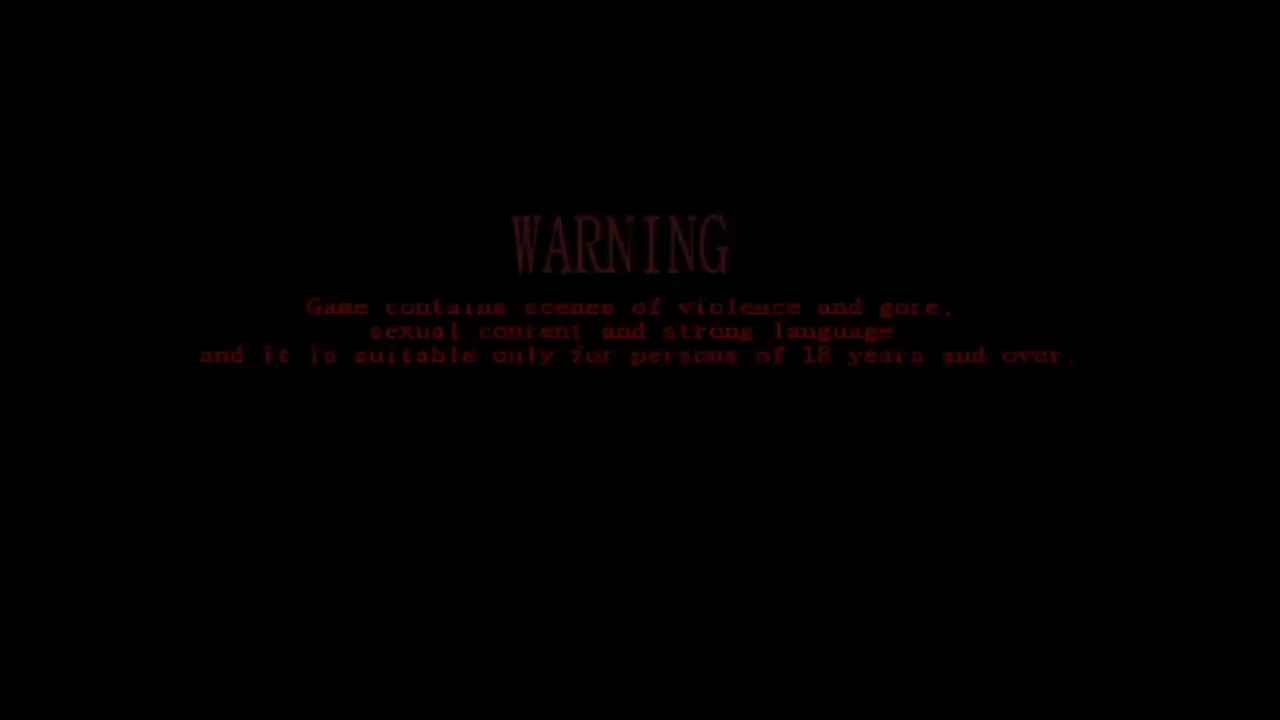 WARNING
Game contains scenes of violence and gore,
sexual content and strong language
and it is suitable only for persons of 18 years and over.